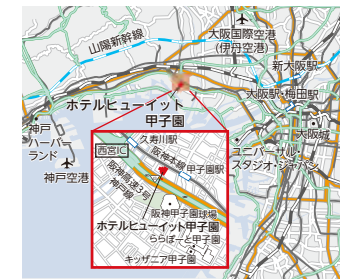 山陽新幹線
大阪国際空港
(伊丹空港)
新大阪駅
大阪駅・梅田駅
ホテルヒューイット
甲子園
神戸
ハーバー
ランド
神戸空港
大阪城
ユニバーサル・
スタジオ・ジャパン
久寿川駅
西宮IC
阪神本線
甲子園駅
阪神高速3号
神戸線
阪神甲子園球場
ホテルヒューイット甲子園
ららぽーと甲子園
キッザニア甲子園